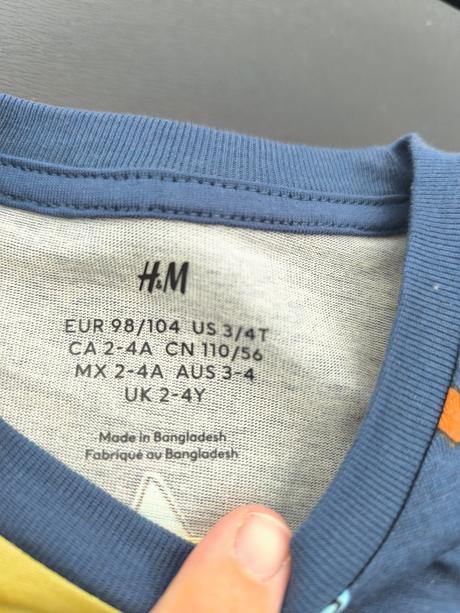 H&M
EUR 98/104 US 3/4T
CA 2-4A CN 110/56
MX 2-4A AUS 3-4
UK 2-4Y
Made in Bangladesh
Fabriqué au Bangladesh